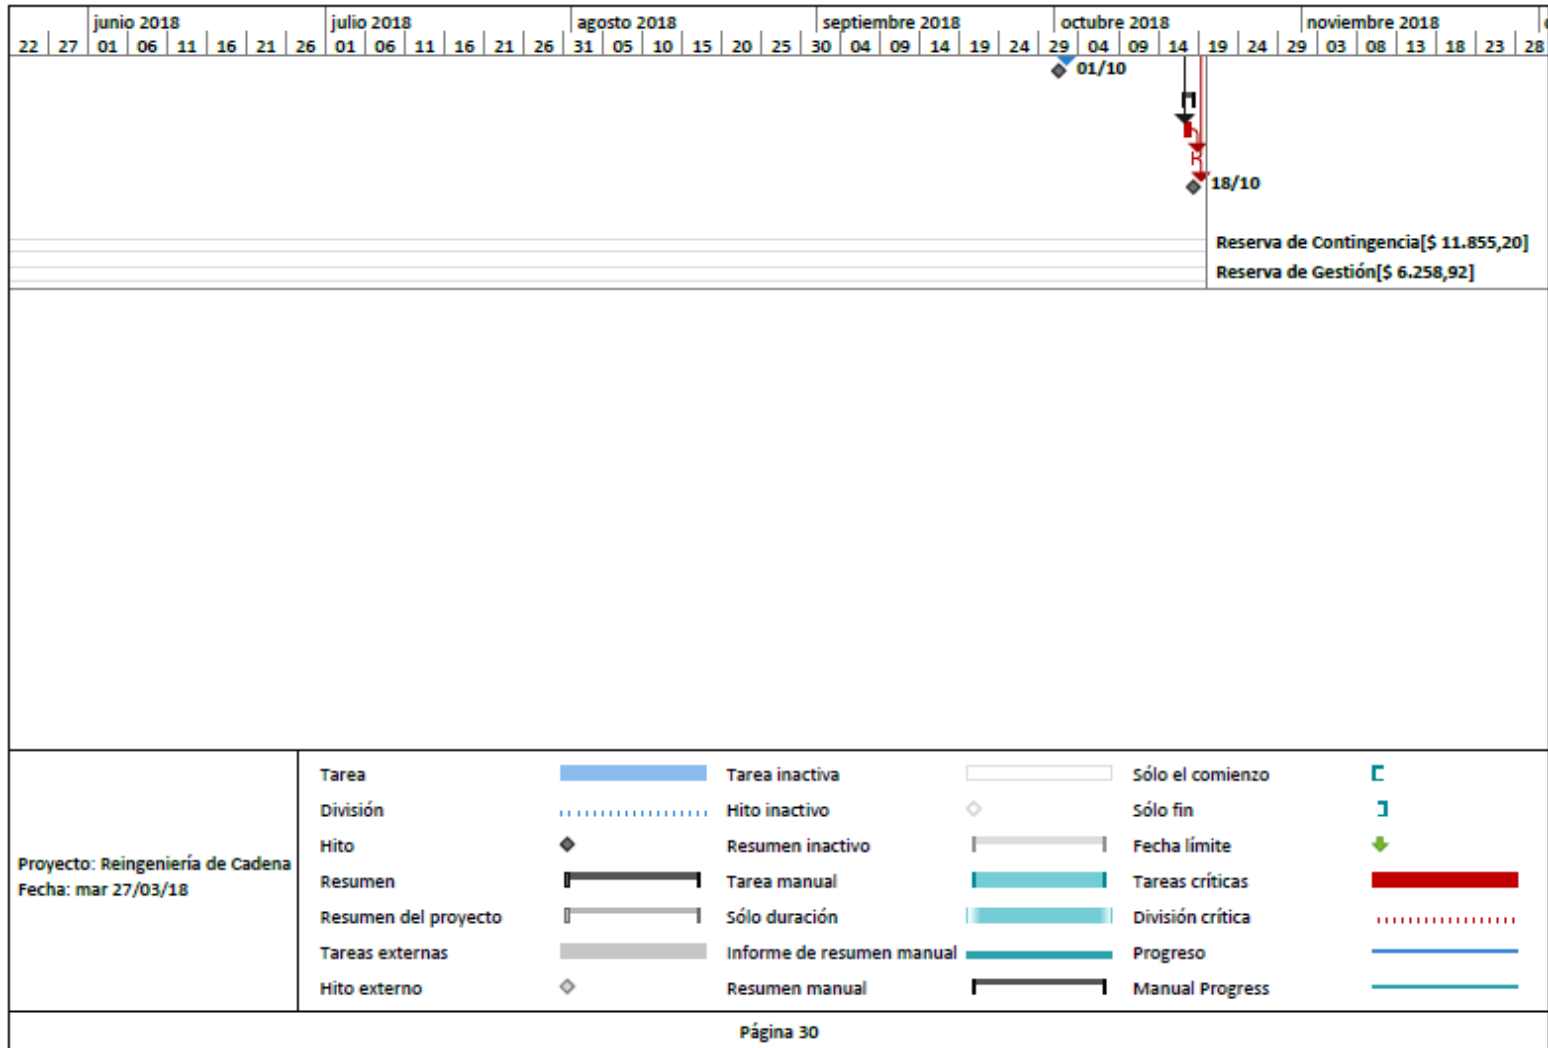 junio 2018 julio 2018 agosto 2018 septiembre 2018 octubre 2018 noviembre 2018
22 27 01 06 11 16 21 26 01 06 11 16 21 26 31 05 10 15 20 25 30 04 09 14 19 24 29 04 09 14 19 24 29 03 08 13 18 23 28
01/10
18/10
Reserva de Contingencia[$ 11.855,20]
Reserva de Gestión[$ 6.258,92]
Proyecto: Reingeniería de Cadena
Fecha: mar 27/03/18
Tarea
División
Hito
Resumen
Resumen del proyecto
Tareas externas
Hito externo
Tarea inactiva
Hito inactivo
Resumen inactivo
Tarea manual
Sólo duración
Informe de resumen manual
Resumen manual
Sólo el comienzo
Sólo fin
Fecha límite
Tareas críticas
División crítica
Progreso
Manual Progress
Página 30